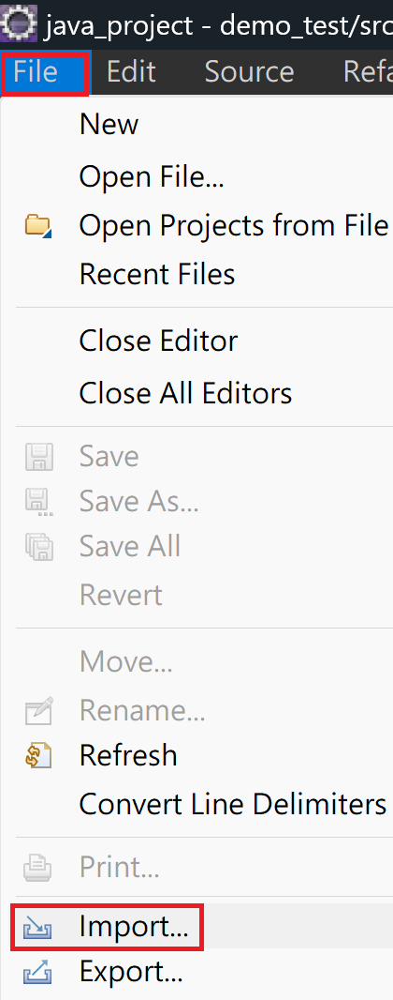 java_project - demo_test/src
File Edit Source Refa
New
Open File...
Open Projects from File
Recent Files
Close Editor
Close All Editors
Save
Save As...
Save All
Revert
Move...
Rename...
Refresh
Convert Line Delimiters
Print...
Import...
Export...